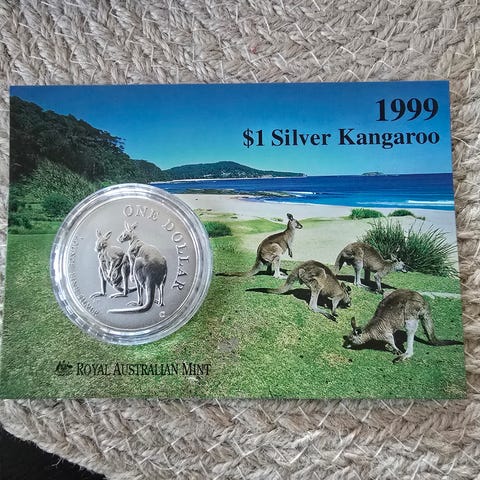 1999
$1 Silver Kangaroo
ONE DOLLAR
ROYAL AUSTRALIAN MINT